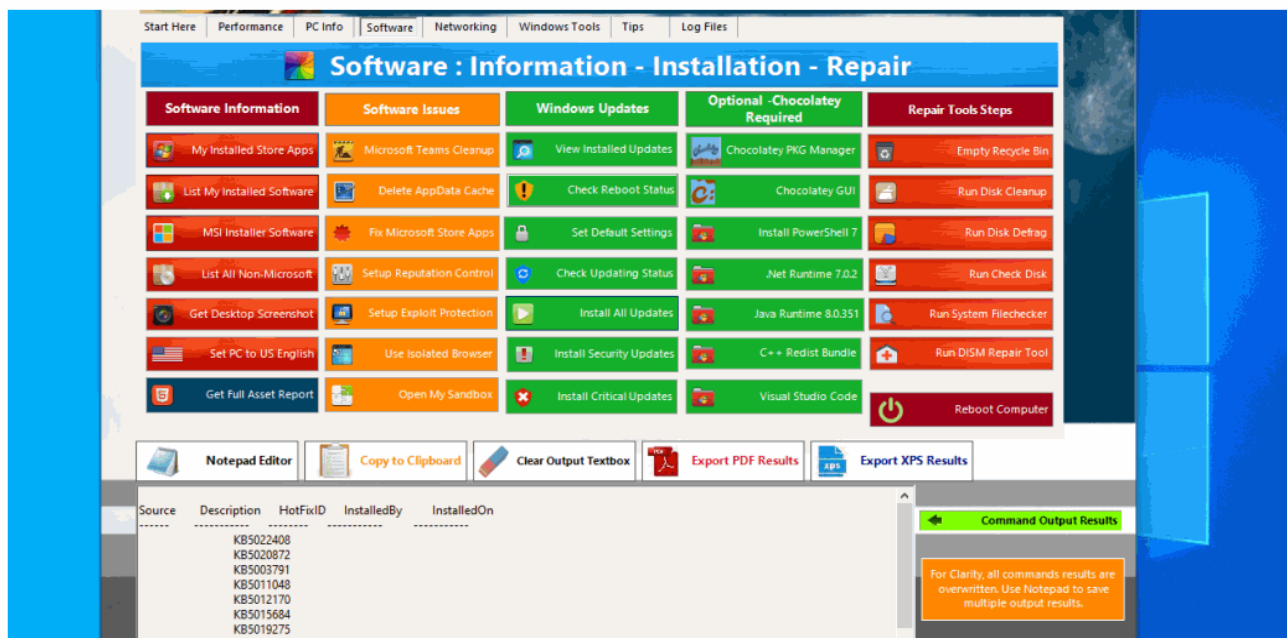 Start Here Performance PC Info Software Networking Windows Tools Tips Log Files
Software : Information - Installation - Repair
Software Information
My Installed Store Apps
List My Installed Software
MSI Installer Software
List All Non-Microsoft
Get Desktop Screenshot
Set PC to US English
Get Full Asset Report
Software Issues
Microsoft Teams Cleanup
Delete AppData Cache
Fix Microsoft Store Apps
Setup Reputation Control
Setup Exploit Protection
Use Isolated Browser
Open My Sandbox
Windows Updates
View Installed Updates
Check Reboot Status
Set Default Settings
Check Updating Status
Install All Updates
Install Security Updates
Install Critical Updates
Optional -Chocolatey
Required
Chocolatey PKG Manager
Chocolatey GUI
Install PowerShell 7
.Net Runtime 7.0.2
Java Runtime 8.0.351
C++ Redist Bundle
Visual Studio Code
Repair Tools Steps
Empty Recycle Bin
Run Disk Cleanup
Run Disk Defrag
Run Check Disk
Run System Filechecker
Run DISM Repair Tool
Reboot Computer
Notepad Editor Copy to Clipboard Clear Output Textbox PDF Export PDF Results xps Export XPS Results
Source Description HotFixID InstalledBy InstalledOn
------ ----------- -------- ----------- -----------
KB5022408
KB5020872
KB5003791
KB5011048
KB5012170
KB5015684
KB5019275
Command Output Results
For Clarity, all commands results are
overwritten. Use Notepad to save
multiple output results.